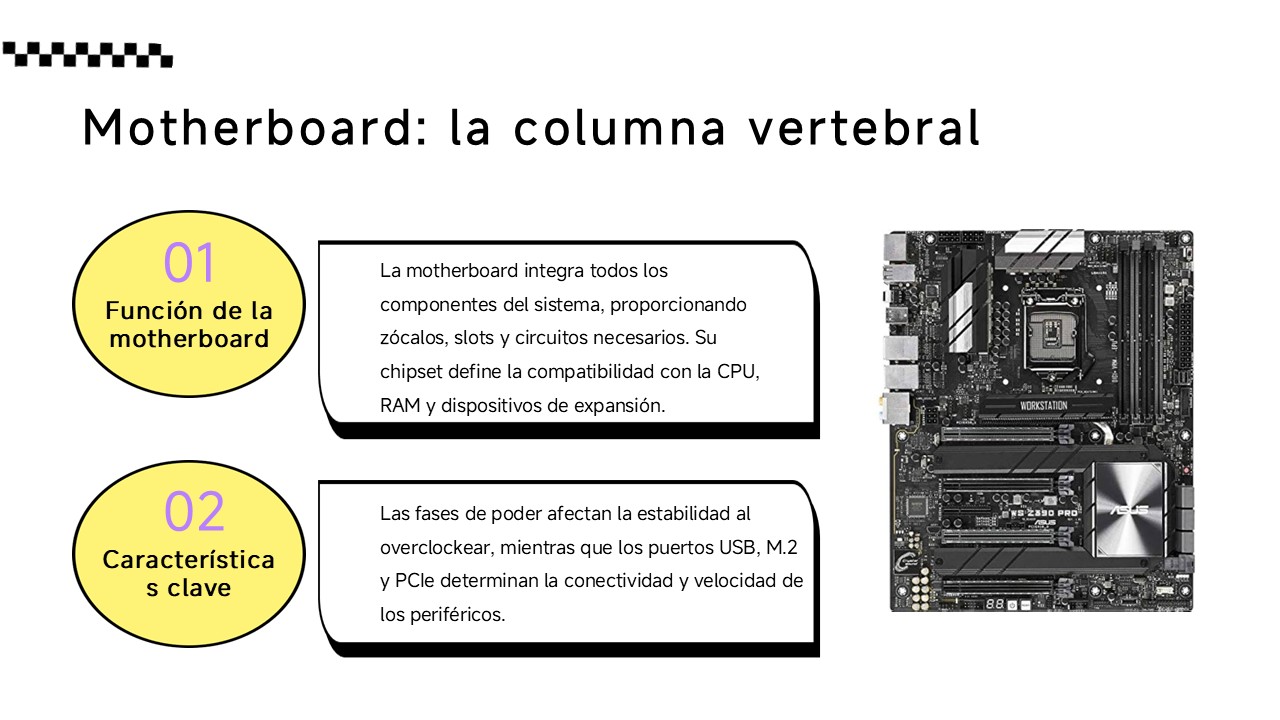 Motherboard: la columna vertebral
01
Función de la
motherboard
La motherboard integra todos los
componentes del sistema, proporcionando
zócalos, slots y circuitos necesarios. Su
chipset define la compatibilidad con la CPU,
RAM y dispositivos de expansión.
02
Característica
s clave
Las fases de poder afectan la estabilidad al
overclockear, mientras que los puertos USB, M.2
y PCIe determinan la conectividad y velocidad de
los periféricos.
WORKSTATION
WS Z390 PRO
ASUS
ASUS
88